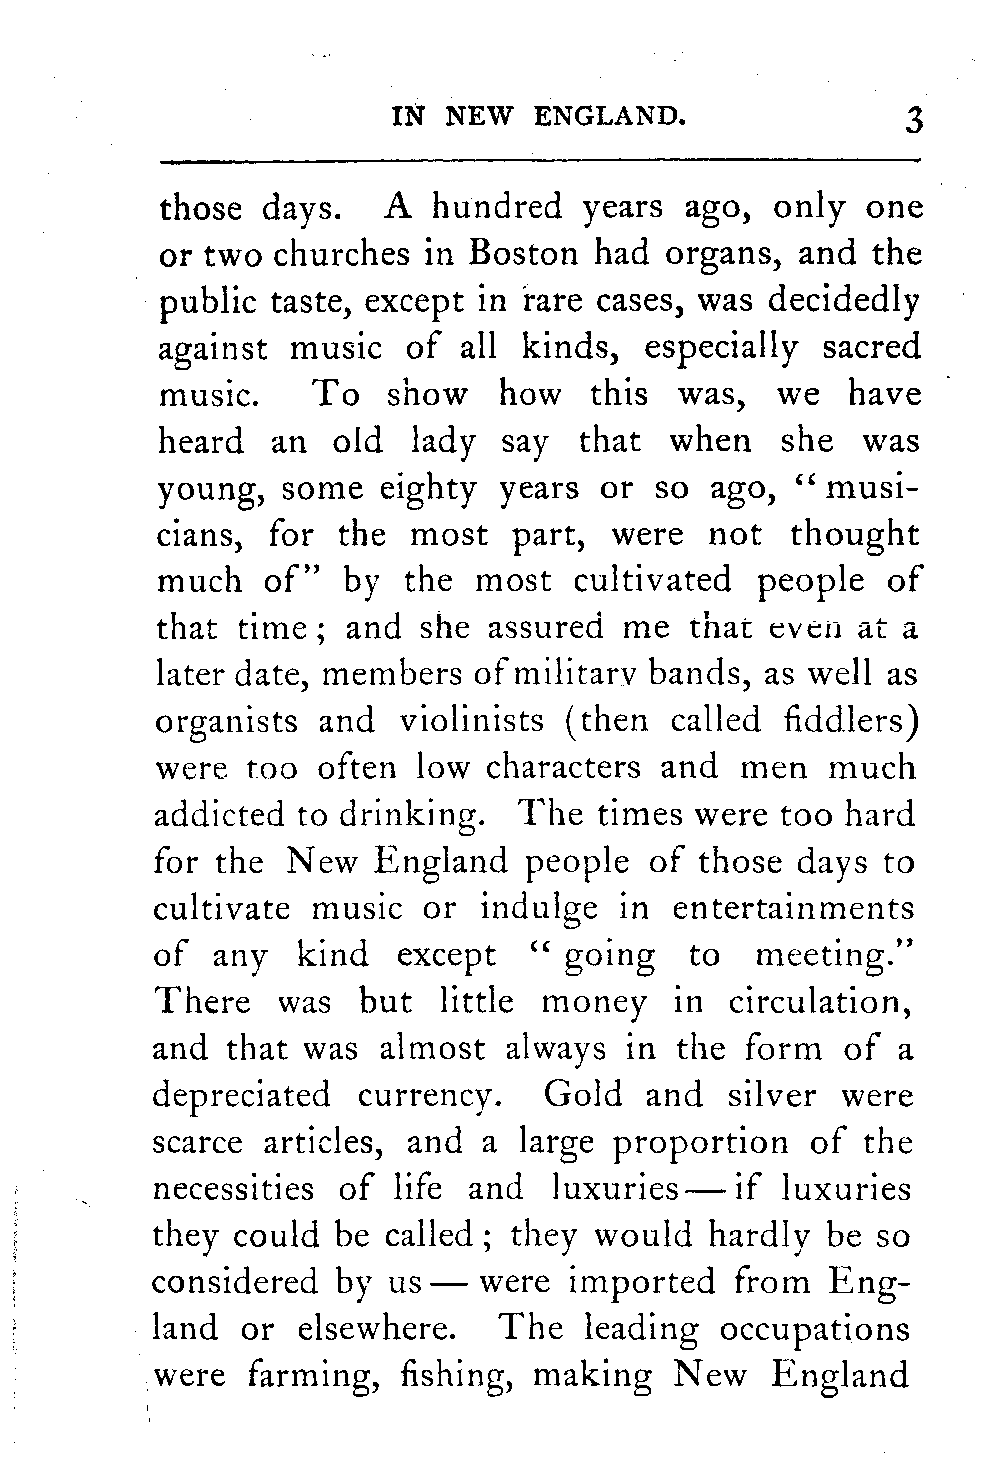 IN NEW ENGLAND. 3
those days. A hundred years ago, only one
or two churches in Boston had organs, and the
public taste, except in rare cases, was decidedly
against music of all kinds, especially sacred
music. To show how this was, we have
heard an old lady say that when she was
young, some eighty years or so ago, “ musi-
cians, for the most part, were not thought
much of” by the most cultivated people of
that time ; and she assured me that even at a
later date, members of military bands, as well as
organists and violinists (then called fiddlers)
were too often low characters and men much
addicted to drinking. The times were too hard
for the New England people of those days to
cultivate music or indulge in entertainments
of any kind except “ going to meeting.”
There was but little money in circulation,
and that was almost always in the form of a
depreciated currency. Gold and silver were
scarce articles, and a large proportion of the
necessities of life and luxuries — if luxuries
they could be called ; they would hardly be so
considered by us — were imported from Eng-
land or elsewhere. The leading occupations
were farming, fishing, making New England